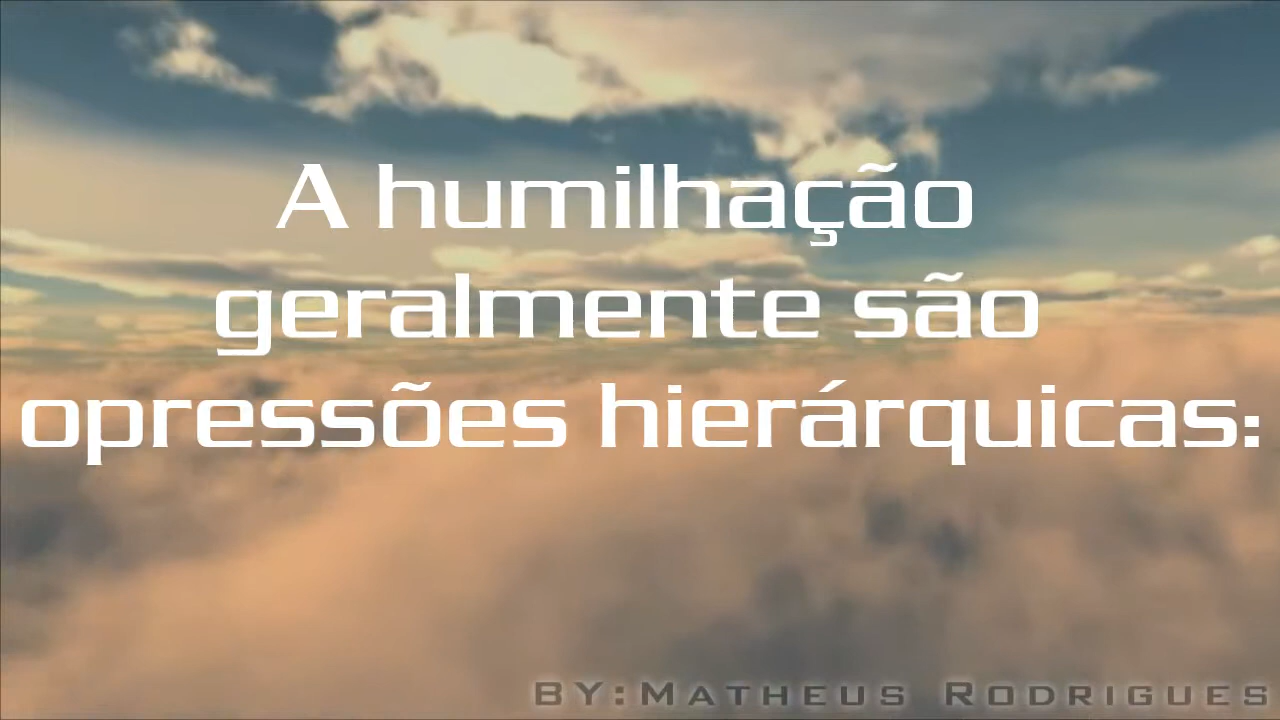 A humilhação
geralmente são
opressões hierárquicas:
BY:MATHEUS RODRIGUES